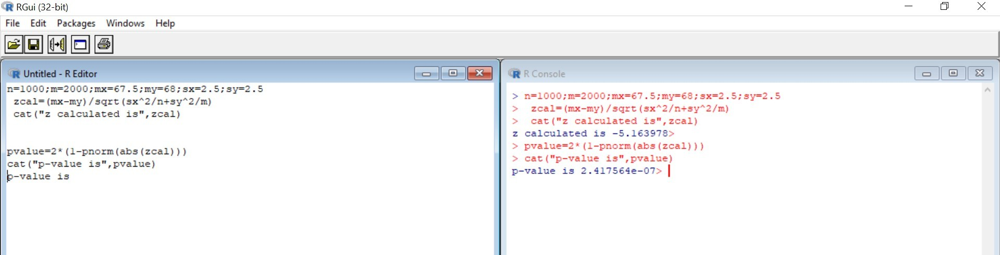 RGui (32-bit)
File Edit Packages Windows Help
Untitled - R Editor
n=1000;m=2000;mx=67.5;my=68;sx=2.5;sy=2.5
 zcal=(mx-my)/sqrt(sx^2/n+sy^2/m)
 cat("z calculated is",zcal)
pvalue=2*(1-pnorm(abs(zcal)))
cat("p-value is",pvalue)
p-value is
R Console
> n=1000;m=2000;mx=67.5;my=68;sx=2.5;sy=2.5
>  zcal=(mx-my)/sqrt(sx^2/n+sy^2/m)
>  cat("z calculated is",zcal)
z calculated is -5.163978>
> pvalue=2*(1-pnorm(abs(zcal)))
> cat("p-value is",pvalue)
p-value is 2.417564e-07>